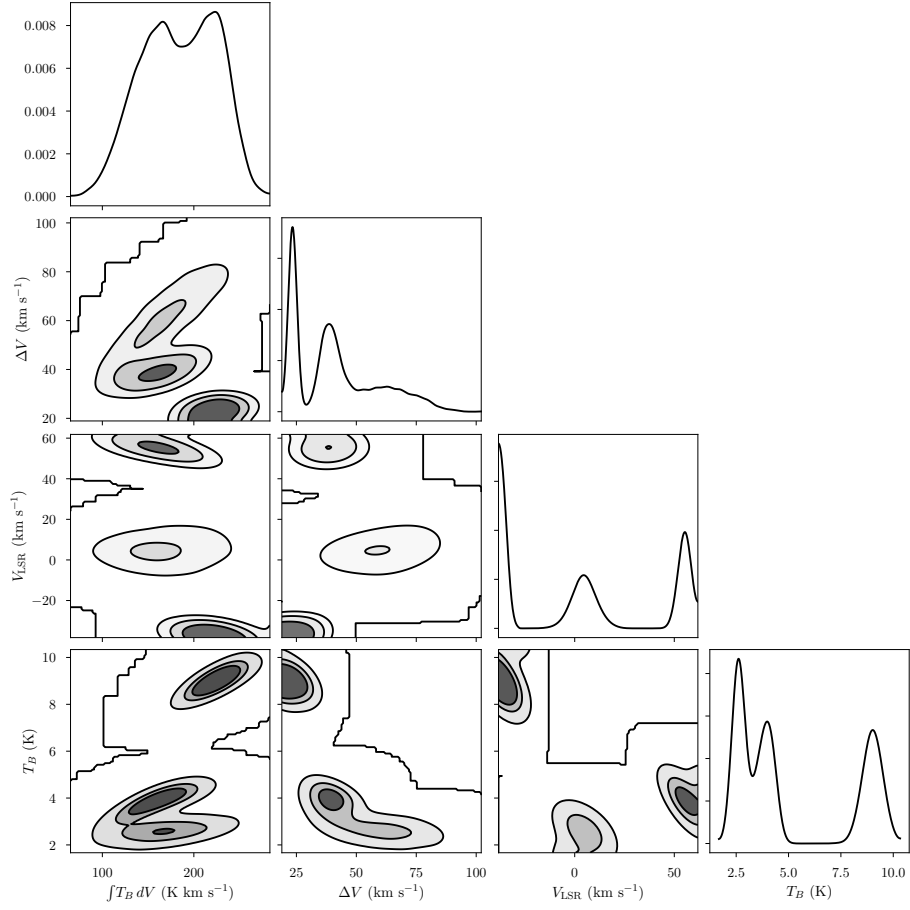 0.008
0.006
0.004
0.002
0.000
100
80
60
40
20
ΔV (km s⁻¹)
60
40
20
0
−20
V_LSR (km s⁻¹)
10
8
6
4
2
T_B (K)
100 200
∫T_B dV (K km s⁻¹)
25 50 75 100
ΔV (km s⁻¹)
0 50
V_LSR (km s⁻¹)
2.5 5.0 7.5 10.0
T_B (K)